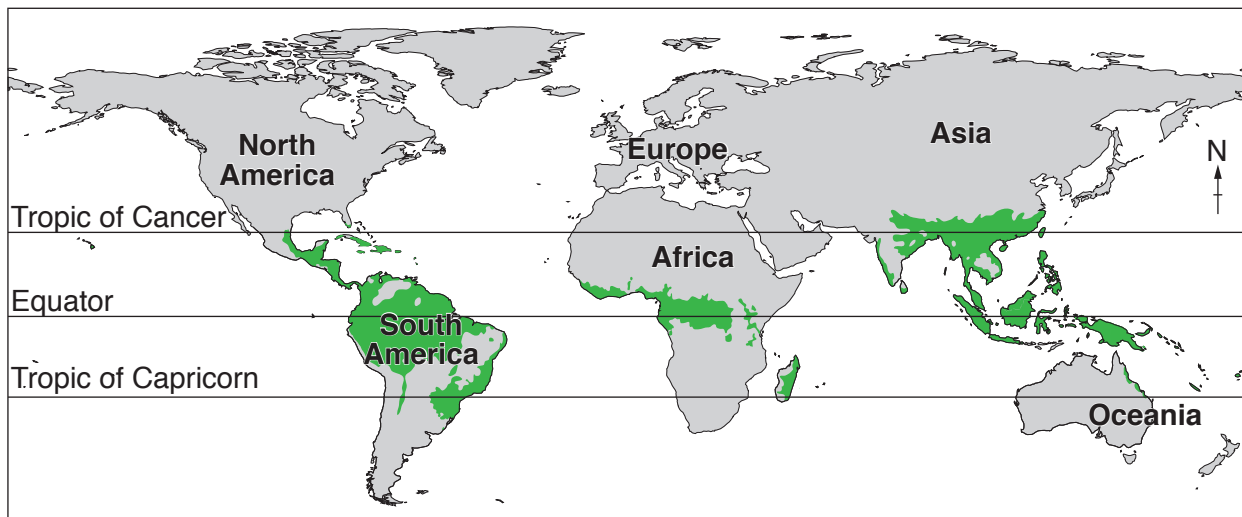 North
America
Europe
Asia
N
Tropic of Cancer
Africa
Equator
South
America
Tropic of Capricorn
Oceania